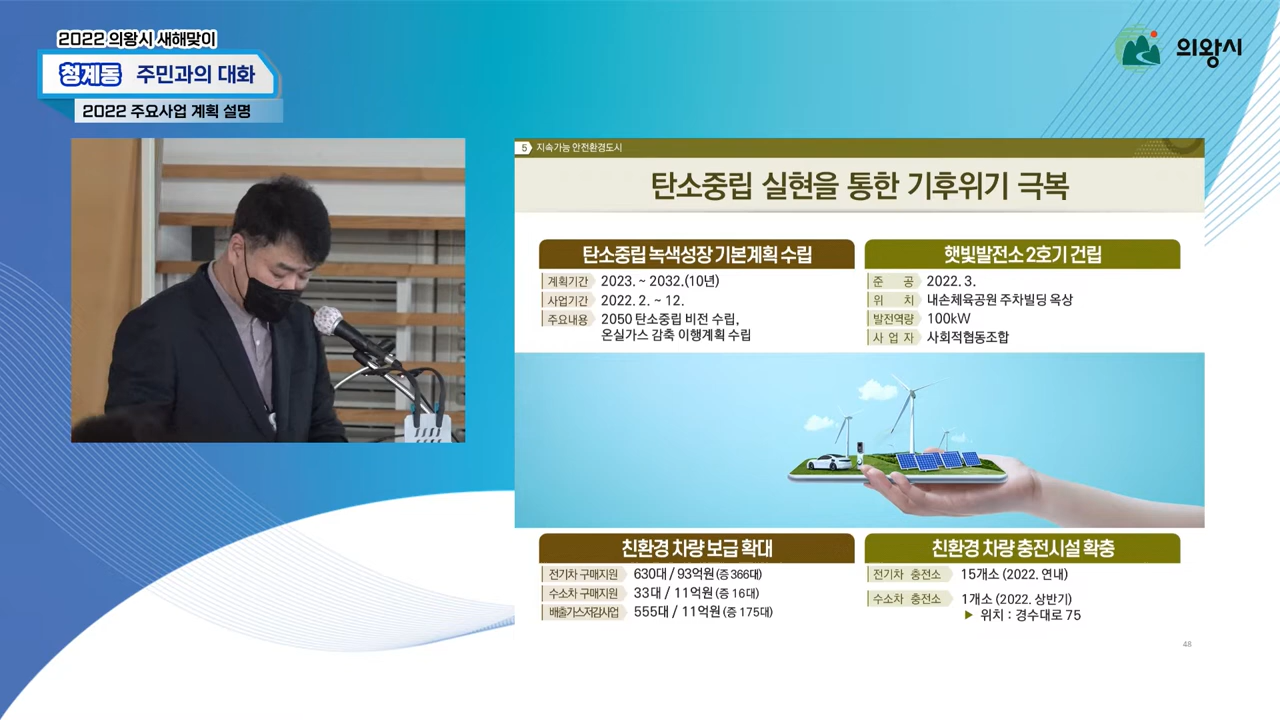 2022 의왕시 새해맞이
청계동 주민과의 대화
2022 주요사업 계획 설명
의왕시
5 지속가능 안전환경도시
탄소중립 실현을 통한 기후위기 극복
탄소중립 녹색성장 기본계획 수립
계획기간 2023. ~ 2032.(10년)
사업기간 2022. 2. ~ 12.
주요내용 2050 탄소중립 비전 수립,
온실가스 감축 이행계획 수립
햇빛발전소 2호기 건립
준 공 2022. 3.
위 치 내손체육공원 주차빌딩 옥상
발전역량 100kW
사 업 자 사회적협동조합
친환경 차량 보급 확대
전기차 구매지원 630대 / 93억원(증 366대)
수소차 구매지원 33대 / 11억원(증 16대)
배출가스저감사업 555대 / 11억원(증 175대)
친환경 차량 충전시설 확충
전기차 충전소 15개소 (2022. 연내)
수소차 충전소 1개소 (2022. 상반기)
▶ 위치 : 경수대로 75
48